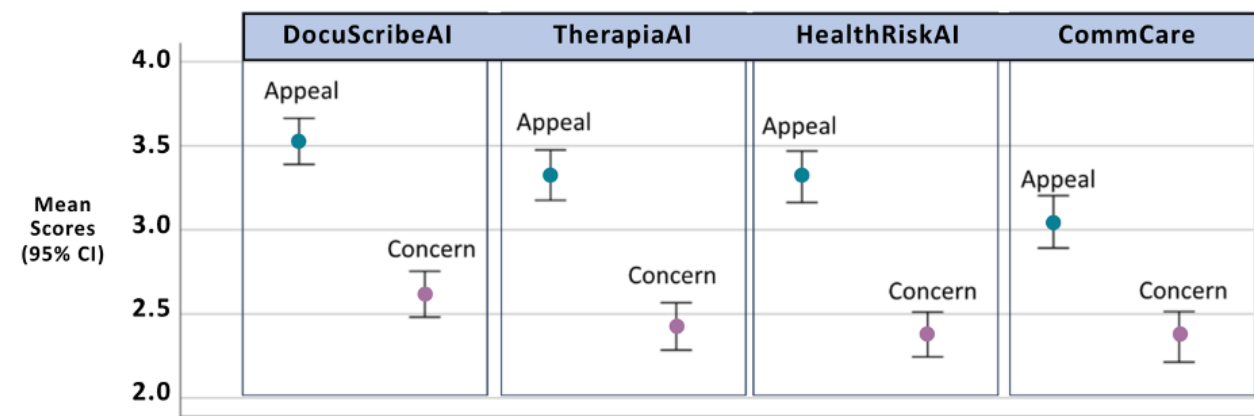 DocuScribeAI TherapiaAI HealthRiskAI CommCare
4.0
Appeal
Appeal
Appeal
3.5
Appeal
Mean
Scores
(95% CI)
3.0
Concern
Concern
Concern
Concern
2.5
2.0